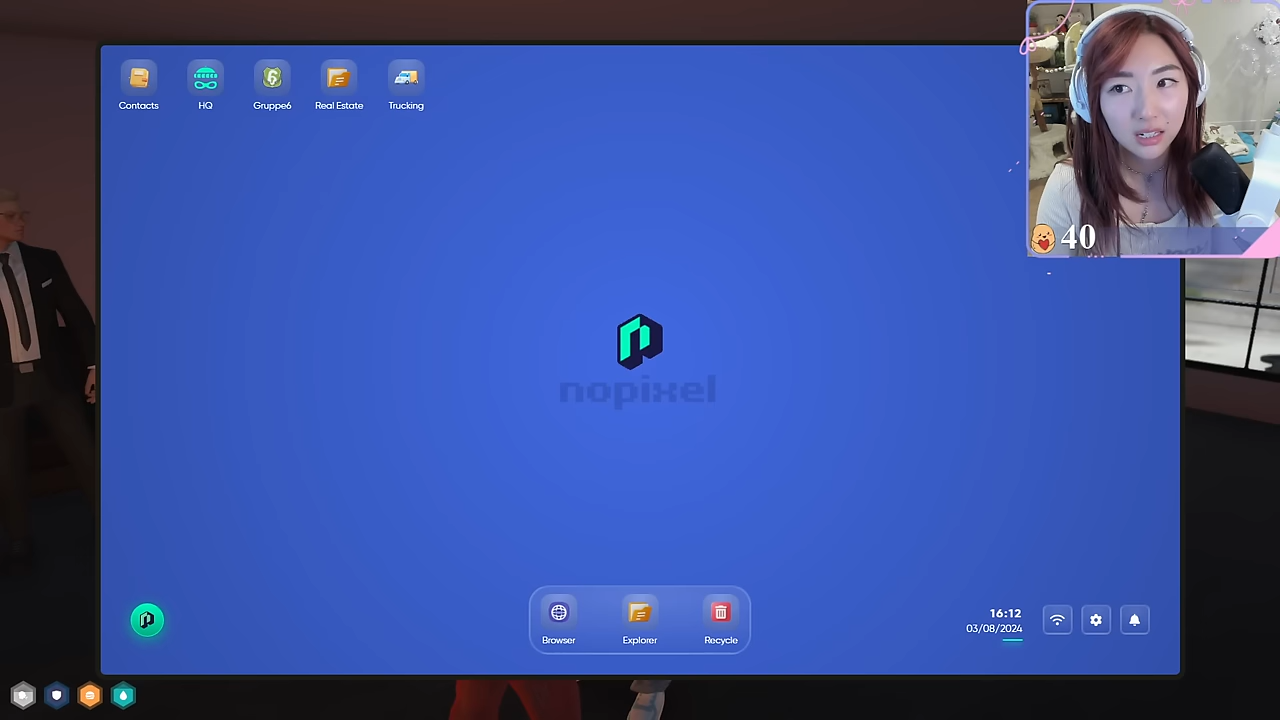 Contacts
HQ
Gruppe6
Real Estate
Trucking
40
nopixel
Browser
Explorer
Recycle
16:12
03/08/2024